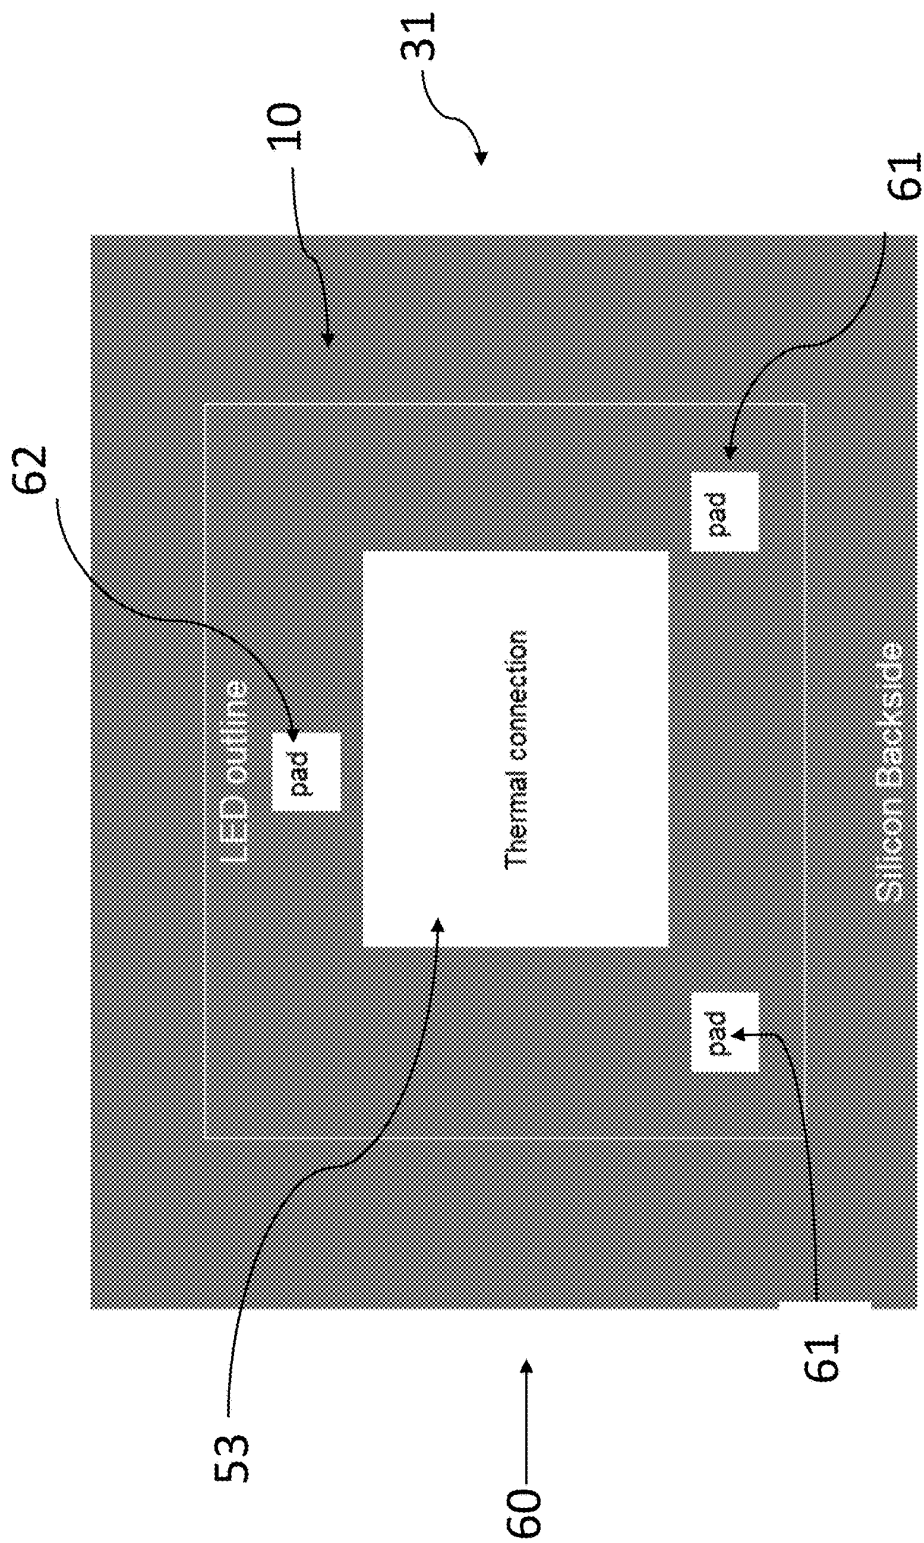 31
10
61
62
LED outline
pad
pad
Thermal connection
Silicon Backside
pad
53
61
60